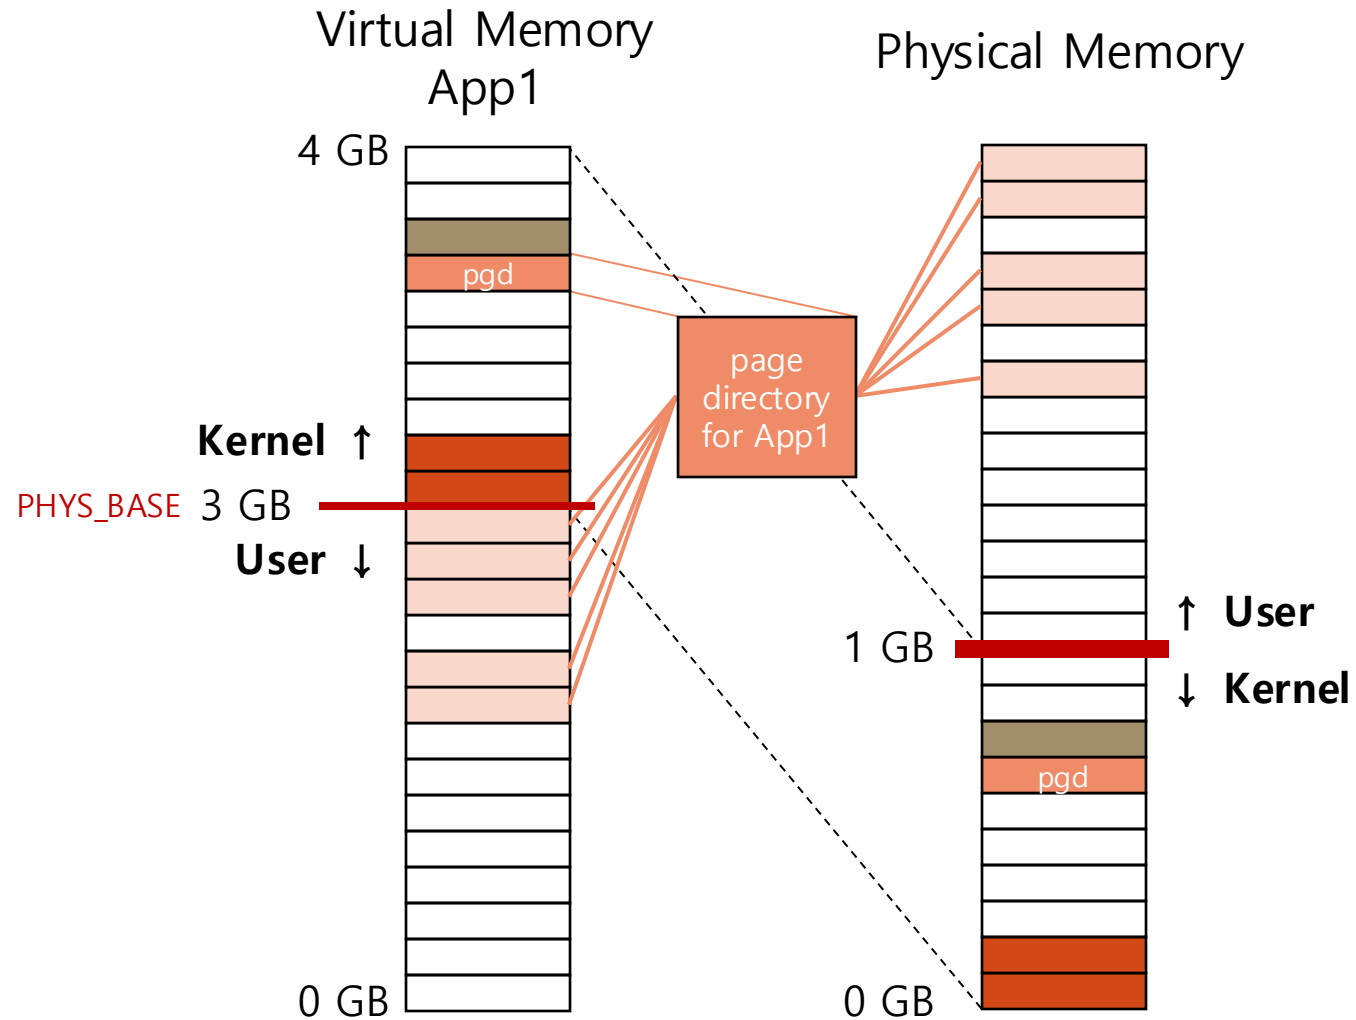 Virtual Memory
App1
Physical Memory
4 GB
pgd
page
directory
for App1
Kernel ↑
PHYS_BASE 3 GB
User ↓
↑ User
1 GB
↓ Kernel
pgd
0 GB
0 GB